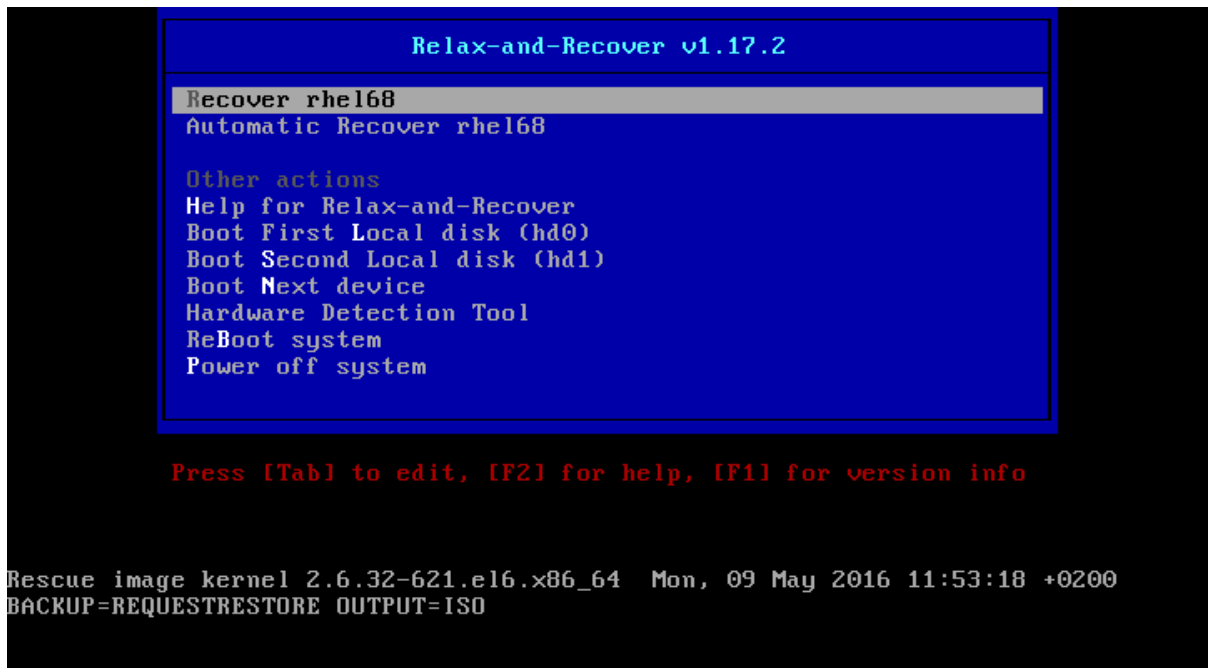 Relax-and-Recover v1.17.2
Recover rhel68
Automatic Recover rhel68
Other actions
Help for Relax-and-Recover
Boot First Local disk (hd0)
Boot Second Local disk (hd1)
Boot Next device
Hardware Detection Tool
ReBoot system
Power off system
Press [Tab] to edit, [F2] for help, [F1] for version info
Rescue image kernel 2.6.32-621.el6.x86_64  Mon, 09 May 2016 11:53:18 +0200
BACKUP=REQUESTRESTORE OUTPUT=ISO